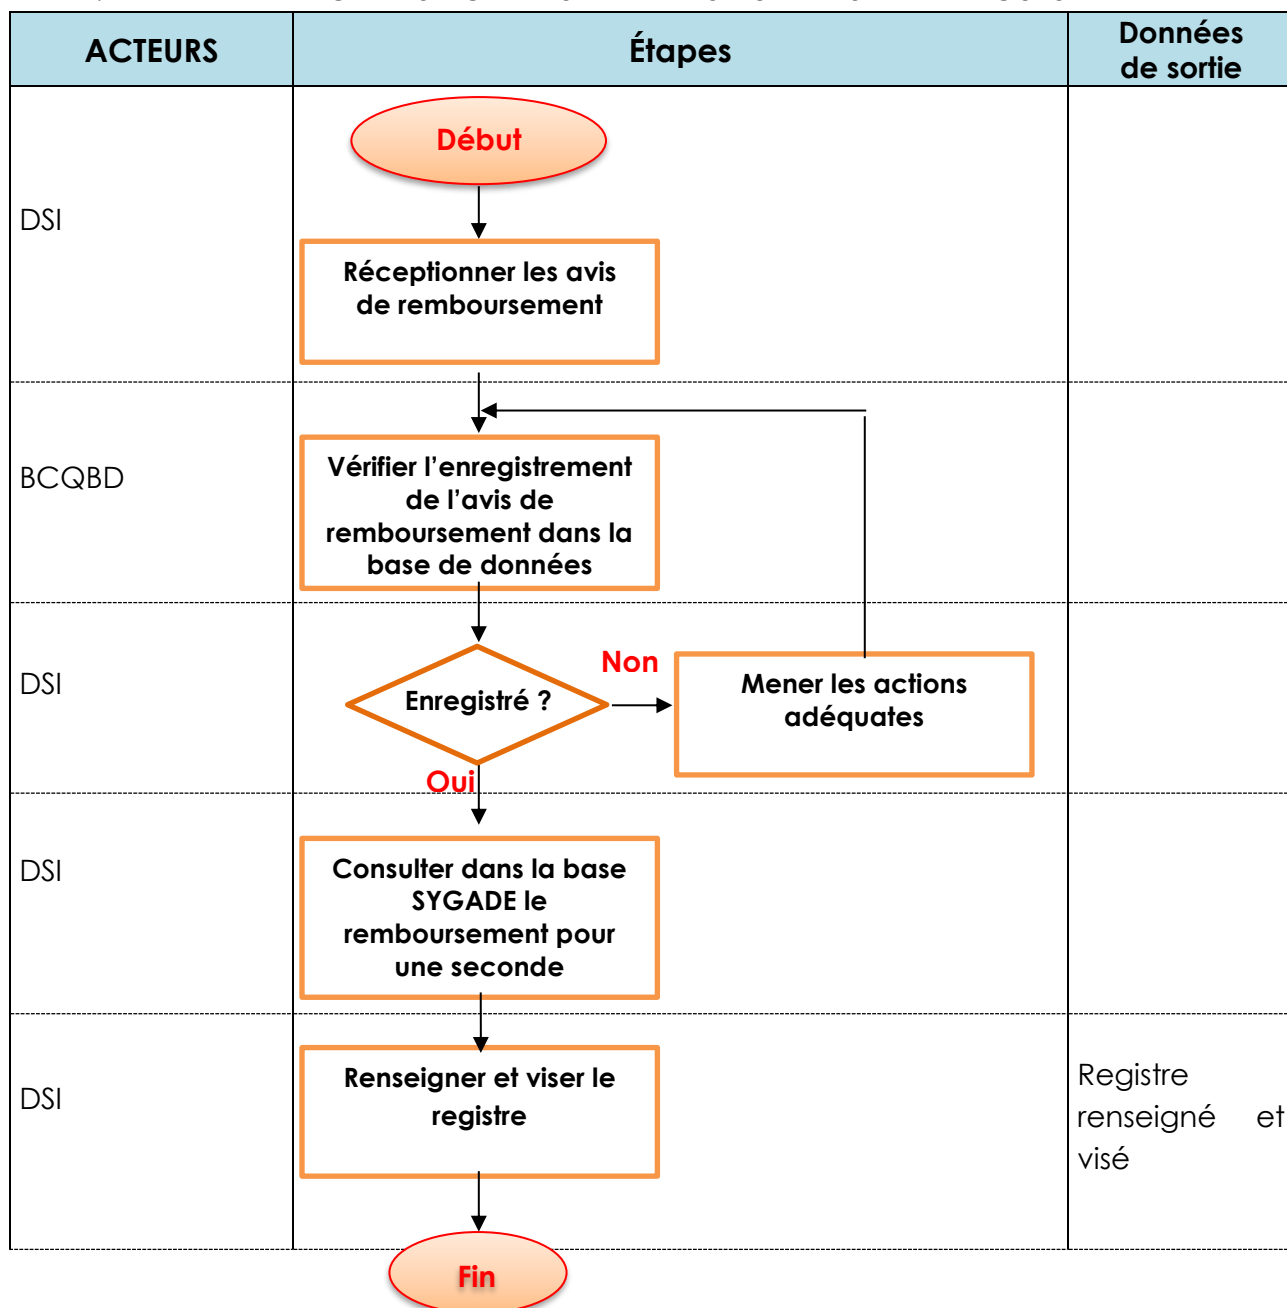 ACTEURS
Étapes
Données
de sortie
Début
DSI
Réceptionner les avis
de remboursement
BCQBD
Vérifier l’enregistrement
de l’avis de
remboursement dans la
base de données
DSI
Enregistré ?
Non
Mener les actions
adéquates
Oui
DSI
Consulter dans la base
SYGADE le
remboursement pour
une seconde
DSI
Renseigner et viser le
registre
Registre
renseigné et
visé
Fin